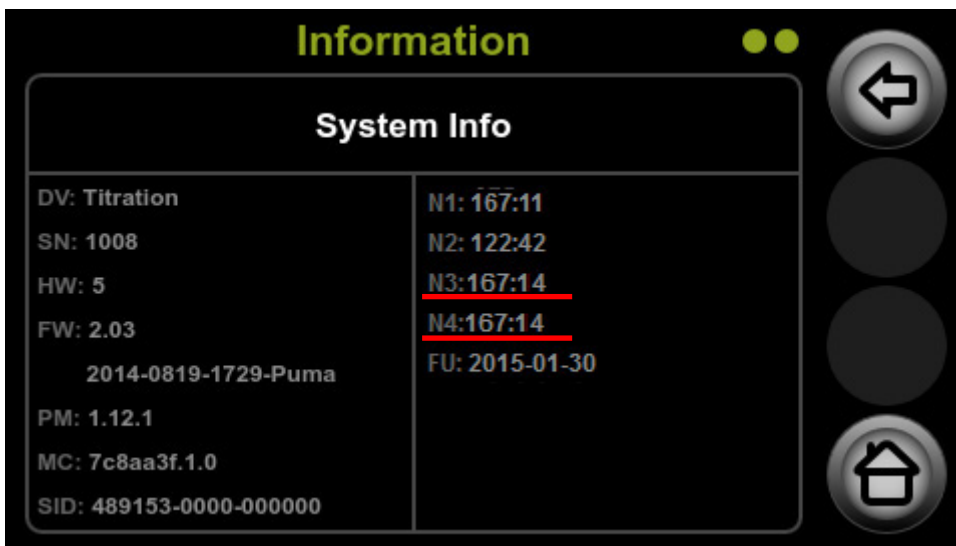 Information
System Info
DV: Titration
SN: 1008
HW: 5
FW: 2.03
2014-0819-1729-Puma
PM: 1.12.1
MC: 7c8aa3f.1.0
SID: 489153-0000-000000
N1: 167:11
N2: 122:42
N3:167:14
N4:167:14
FU: 2015-01-30